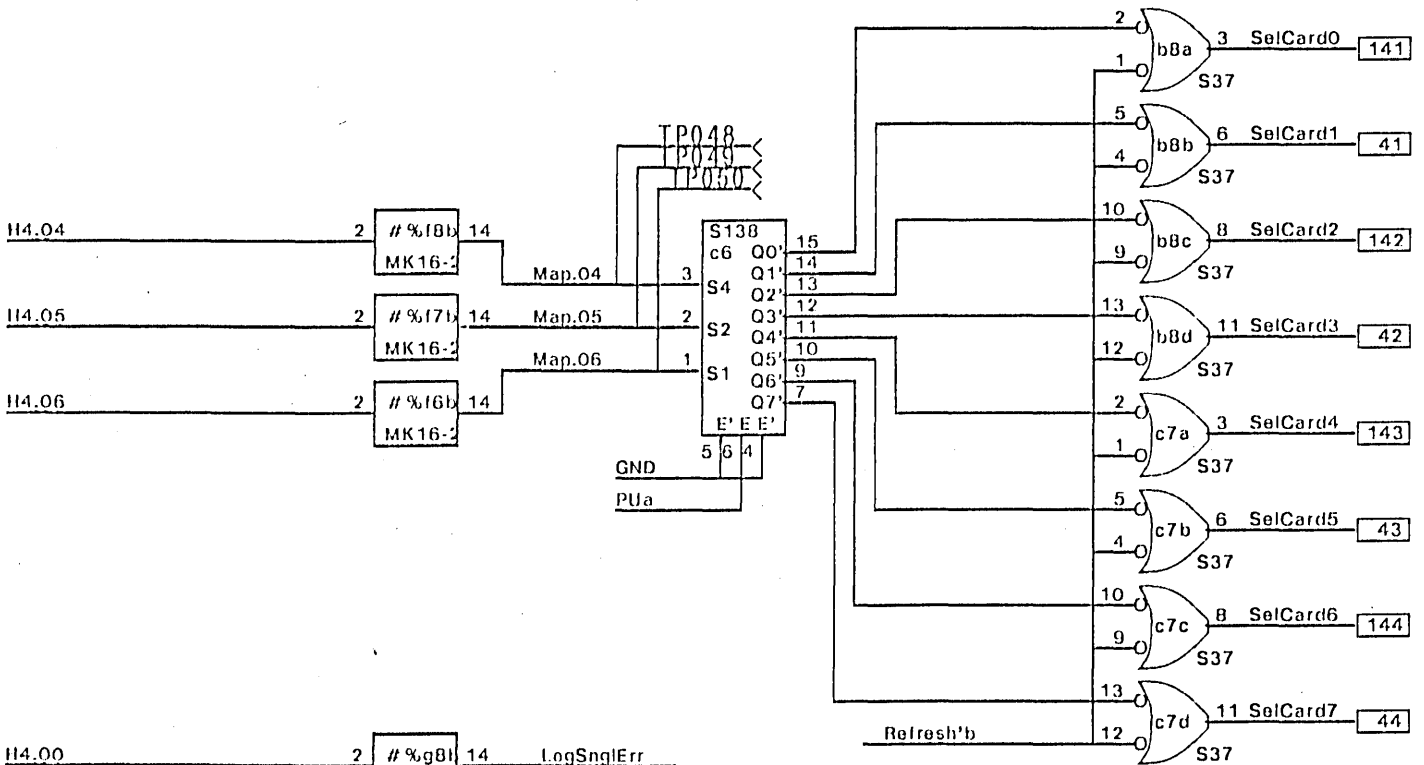 2
b8a
3 SelCard0 141
1
S37
5
b8b
6 SelCard1 41
4
S37
TP048
TP049
TP050
10
b8c
8 SelCard2 142
9
S37
H4.04 2 #%f8b 14
MK16-2
Map.04 3
S138
c6
S4
S2
S1
Q0' 15
Q1' 14
Q2' 13
Q3' 12
Q4' 11
Q5' 10
Q6' 9
Q7' 7
E' E E'
5 6 4
H4.05 2 #%f7b 14
MK16-2
Map.05 2
Map.06 1
H4.06 2 #%f6b 14
MK16-2
GND
PUa
13
b8d
11 SelCard3 42
12
S37
2
c7a
3 SelCard4 143
1
S37
5
c7b
6 SelCard5 43
4
S37
10
c7c
8 SelCard6 144
9
S37
13
c7d
11 SelCard7 44
Refresh'b 12
S37
H4.00 2 #%g8b 14 LogSnglErr